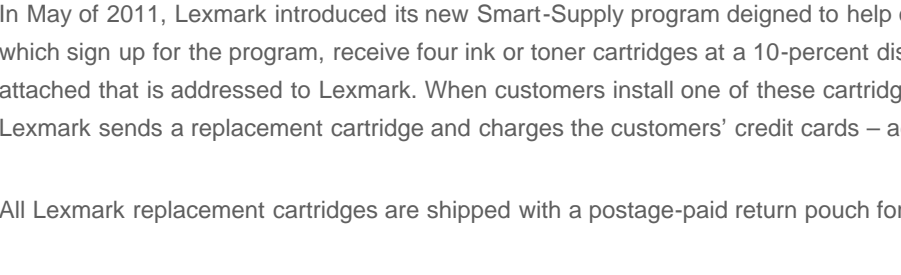 In May of 2011, Lexmark introduced its new Smart-Supply program deigned to help
which sign up for the program, receive four ink or toner cartridges at a 10-percent
attached that is addressed to Lexmark. When customers install one of these
Lexmark sends a replacement cartridge and charges the customers' credit cards –
All Lexmark replacement cartridges are shipped with a postage-paid return pouch for